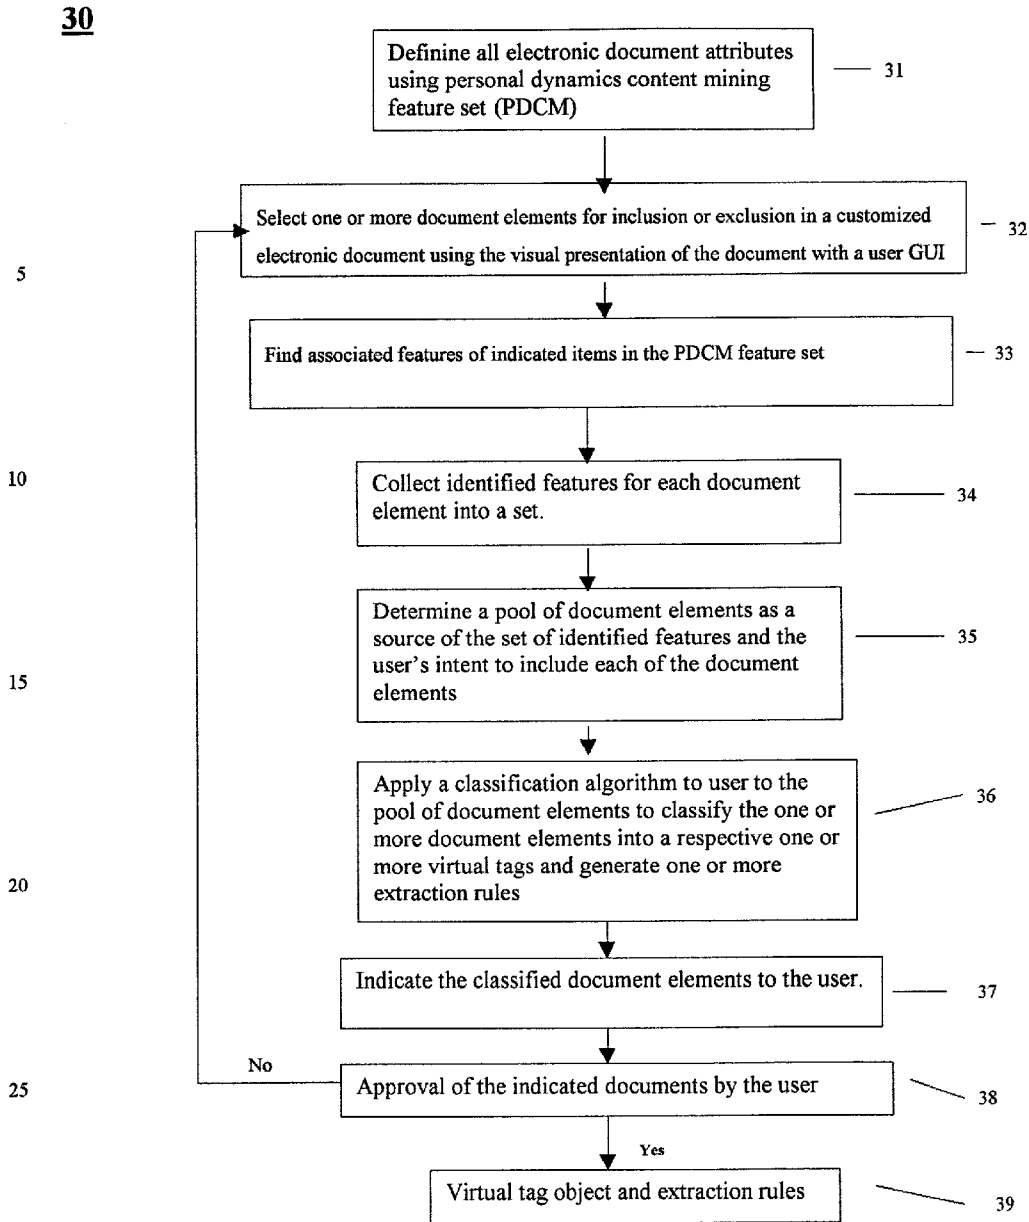 30
Definine all electronic document attributes
using personal dynamics content mining
feature set (PDCM)
31
Select one or more document elements for inclusion or exclusion in a customized
electronic document using the visual presentation of the document with a user GUI
32
5
Find associated features of indicated items in the PDCM feature set
33
10
Collect identified features for each document
element into a set.
34
Determine a pool of document elements as a
source of the set of identified features and the
user's intent to include each of the document
elements
35
15
Apply a classification algorithm to user to the
pool of document elements to classify the one or
more document elements into a respective one or
more virtual tags and generate one or more
extraction rules
36
20
Indicate the classified document elements to the user.
37
No
25
Approval of the indicated documents by the user
38
Yes
Virtual tag object and extraction rules
39